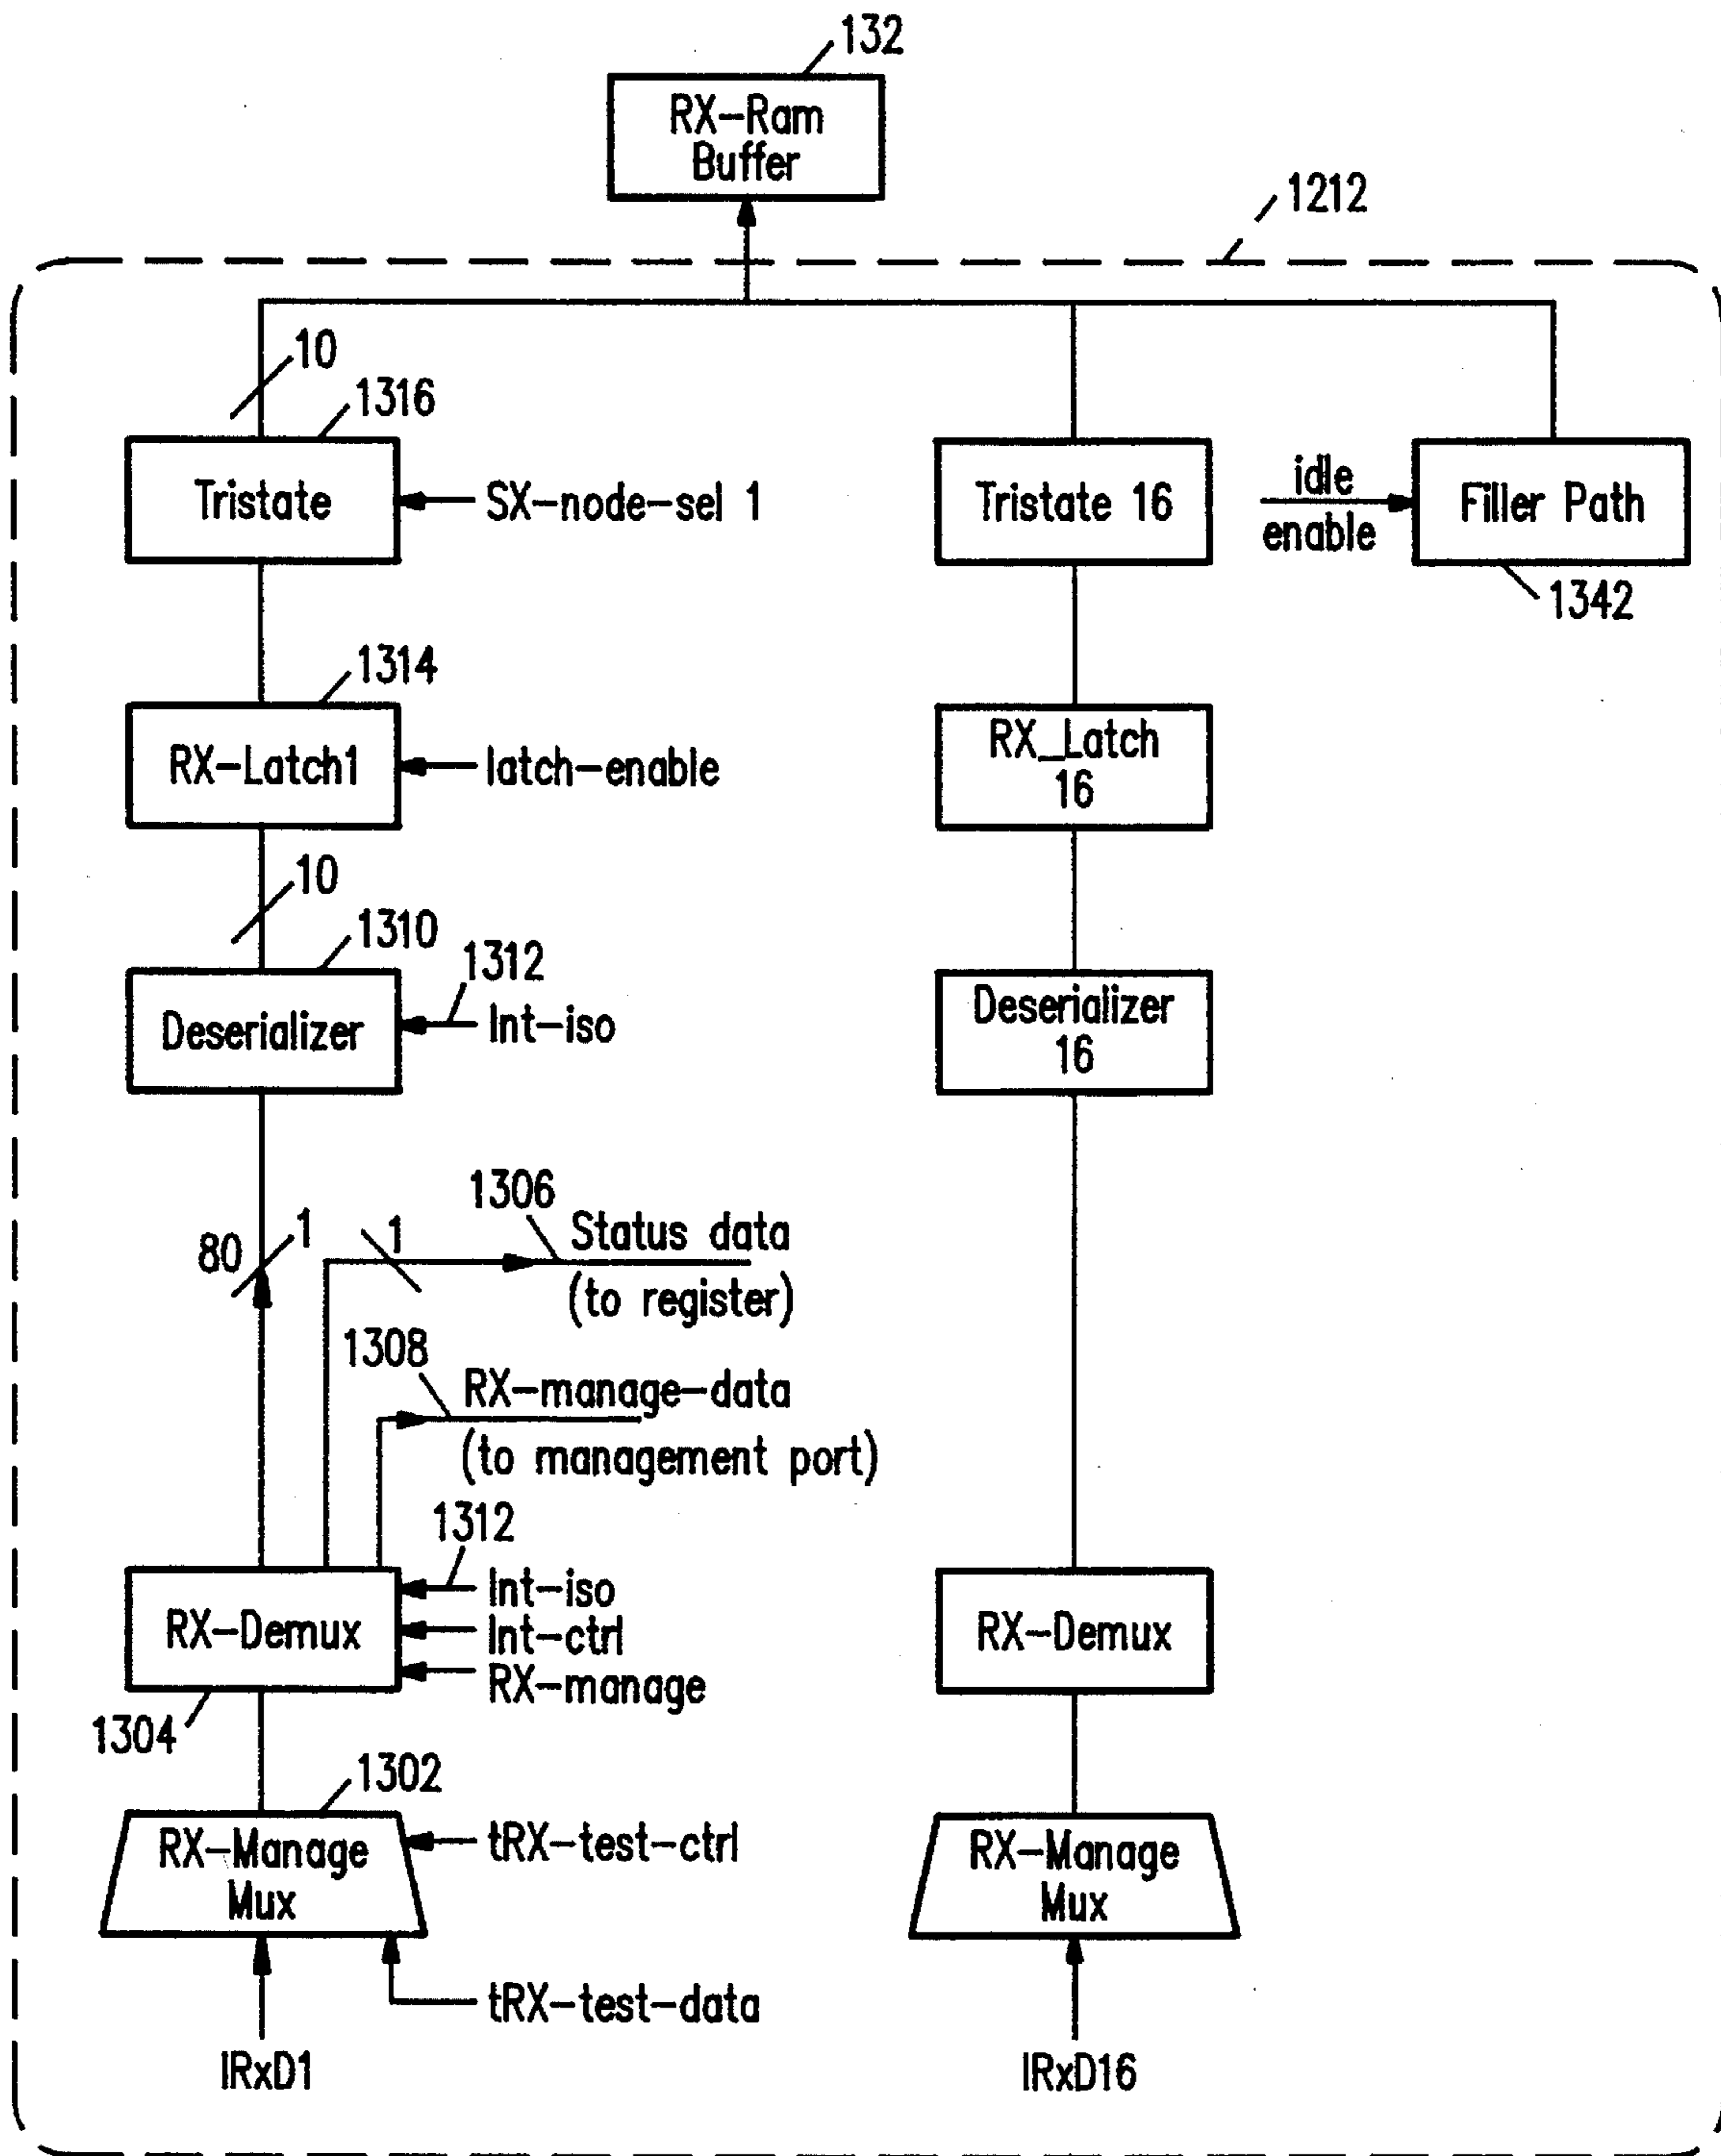 132
RX-Ram
Buffer
1212
10
1316
Tristate
SX-node-sel 1
Tristate 16
idle
enable
Filler Path
1342
1314
RX-Latch1
latch-enable
RX_Latch
16
10
1310
1312
Deserializer
Int-iso
Deserializer
16
1306
80
1
1
Status data
(to register)
1308
RX-manage-data
(to management port)
1312
RX-Demux
Int-iso
Int-ctrl
RX-manage
RX-Demux
1304
1302
RX-Manage
Mux
tRX-test-ctrl
RX-Manage
Mux
tRX-test-data
IRxD1
IRxD16